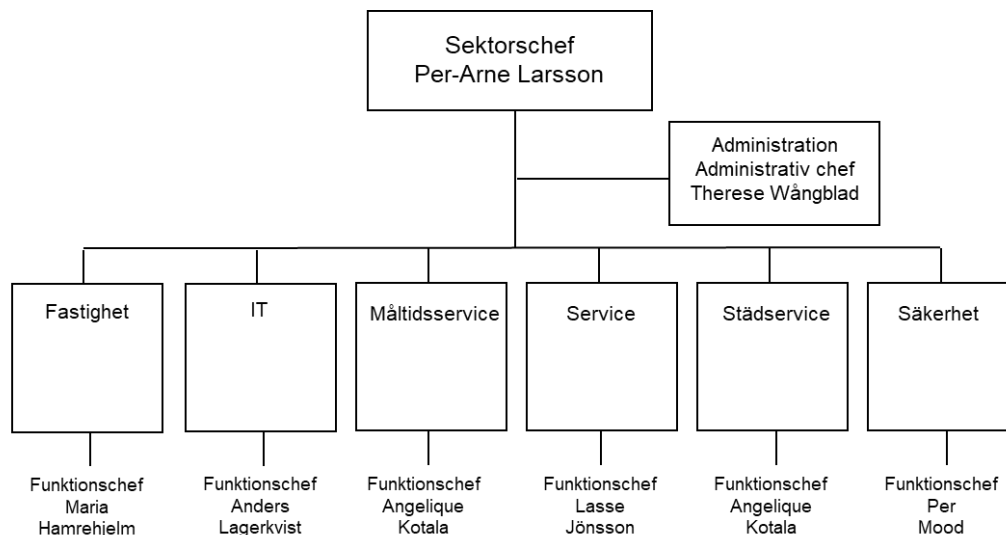 Sektorschef
Per-Arne Larsson
Administration
Administrativ chef
Therese Wångblad
Fastighet
IT
Måltidsservice
Service
Städservice
Säkerhet
Funktionschef
Maria
Hamrehielm
Funktionschef
Anders
Lagerkvist
Funktionschef
Angelique
Kotala
Funktionschef
Lasse
Jönsson
Funktionschef
Angelique
Kotala
Funktionschef
Per
Mood